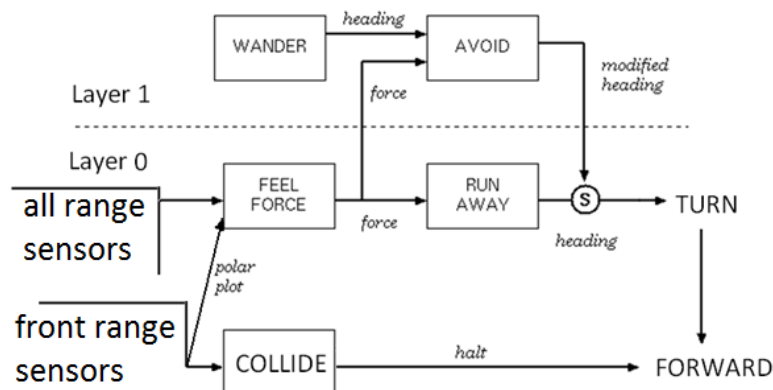 heading
WANDER
AVOID
modified
heading
force
Layer 1
Layer 0
FEEL
FORCE
RUN
AWAY
S
TURN
all range
sensors
force
heading
polar
plot
front range
sensors
COLLIDE
halt
FORWARD